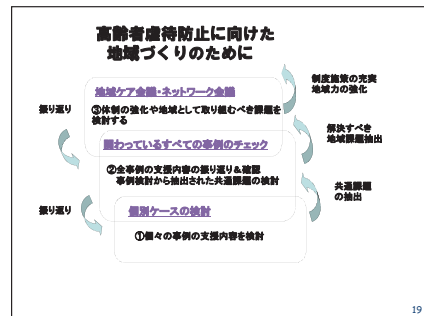 高齢者虐待防止に向けた
地域づくりのために
地域ケア会議・ネットワーク会議
③体制の強化や地域として取り組むべき課題を
検討する
関わっているすべての事例のチェック
②全事例の支援内容の振り返り&確認
事例検討から抽出された共通課題の検討
個別ケースの検討
①個々の事例の支援内容を検討
振り返り
振り返り
制度施策の充実
地域力の強化
解決すべき
地域課題抽出
共通課題
の抽出
19